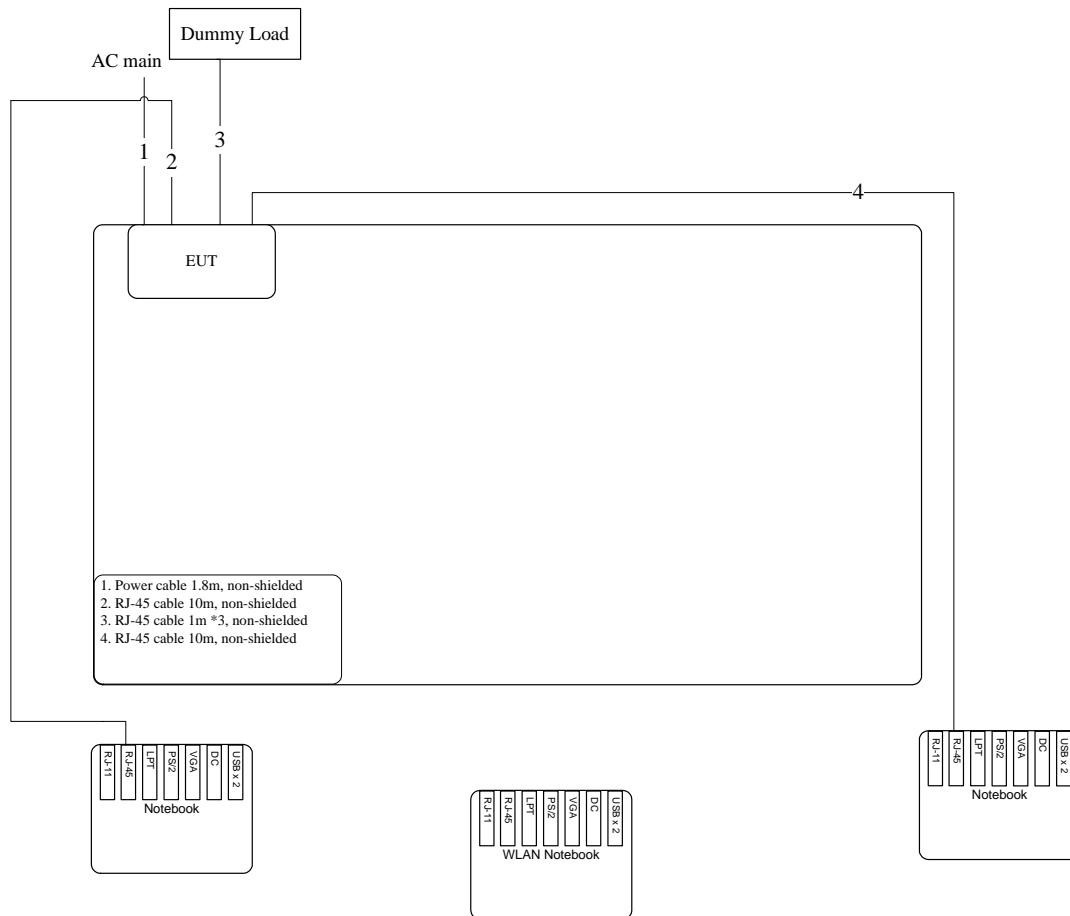 Dummy Load
AC main
3
1
2
4
EUT
1. Power cable 1.8m, non-shielded
2. RJ-45 cable 10m, non-shielded
3. RJ-45 cable 1m *3, non-shielded
4. RJ-45 cable 10m, non-shielded
RJ-11
RJ-45
LPT
PS/2
VGA
DC
USB x 2
Notebook
RJ-11
RJ-45
LPT
PS/2
VGA
DC
USB x 2
WLAN Notebook
RJ-11
RJ-45
LPT
PS/2
VGA
DC
USB x 2
Notebook